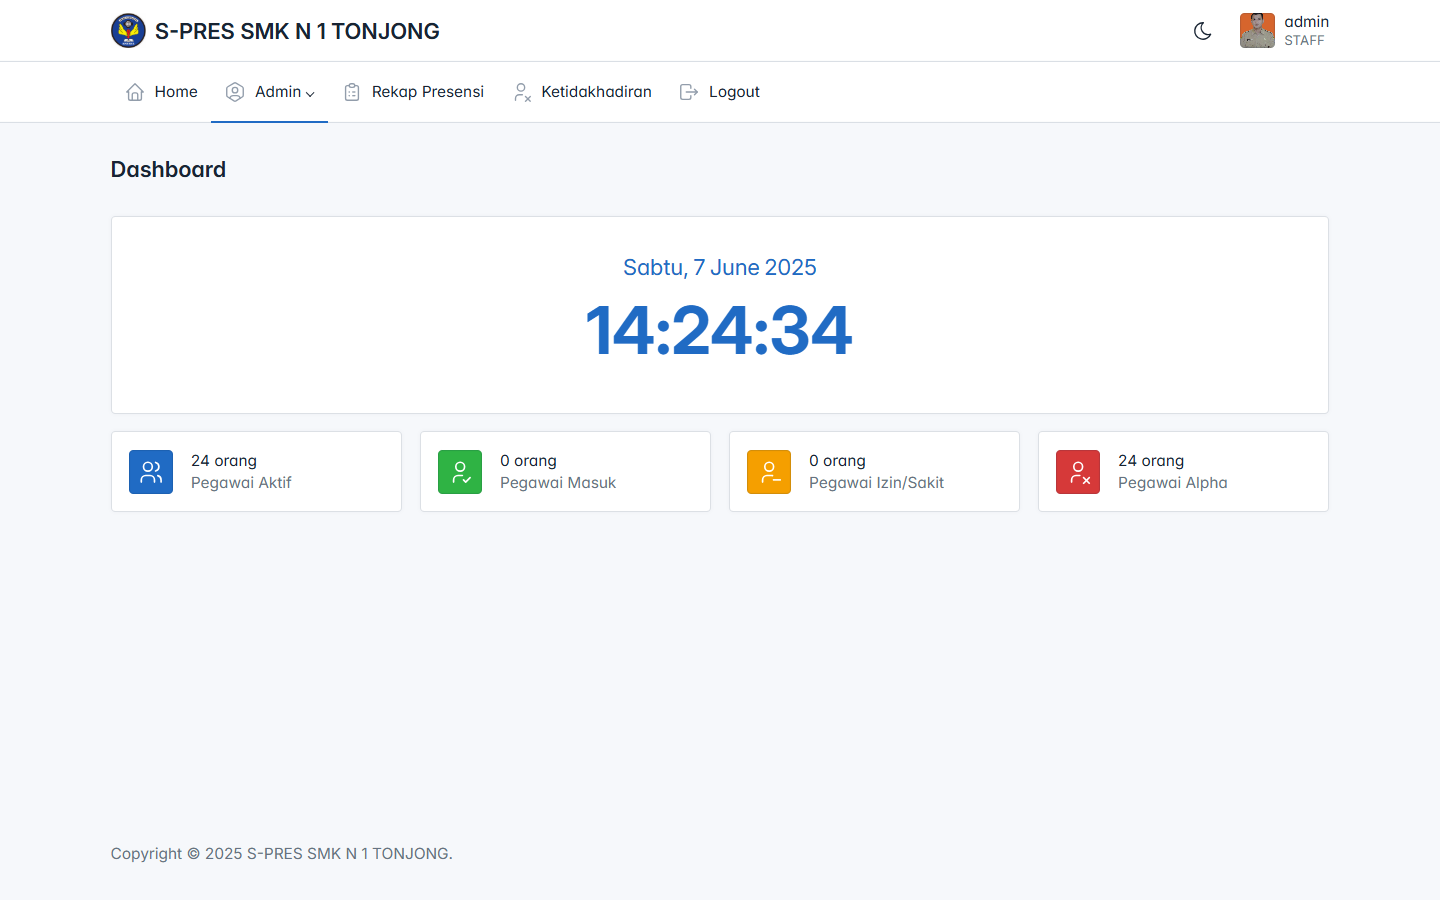 S-PRES SMK N 1 TONJONG
admin
STAFF
Home
Admin
Rekap Presensi
Ketidakhadiran
Logout
Dashboard
Sabtu, 7 June 2025
14:24:34
24 orang
Pegawai Aktif
0 orang
Pegawai Masuk
0 orang
Pegawai Izin/Sakit
24 orang
Pegawai Alpha
Copyright © 2025 S-PRES SMK N 1 TONJONG.